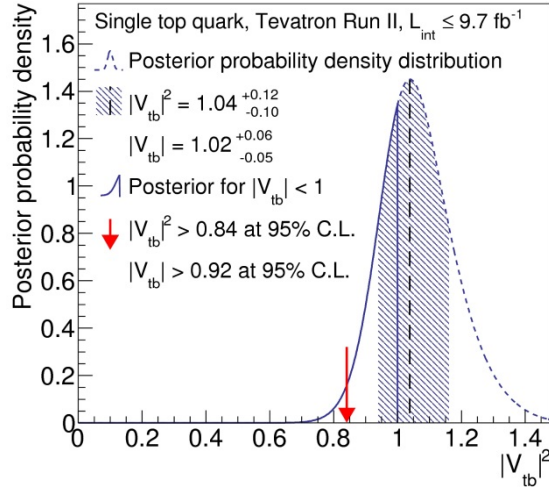 Single top quark, Tevatron Run II, L_int ≤ 9.7 fb⁻¹
Posterior probability density distribution
|V_tb|² = 1.04 +0.12 -0.10
|V_tb| = 1.02 +0.06 -0.05
Posterior for |V_tb| < 1
|V_tb|² > 0.84 at 95% C.L.
|V_tb| > 0.92 at 95% C.L.
Posterior probability density
1.6
1.4
1.2
1
0.8
0.6
0.4
0.2
0
0 0.2 0.4 0.6 0.8 1 1.2 1.4
|V_tb|²